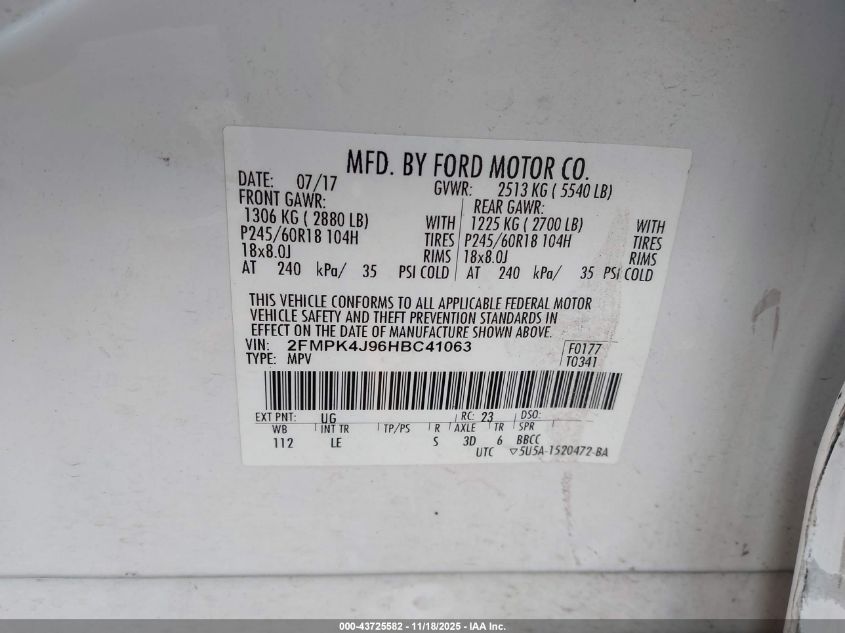 MFD. BY FORD MOTOR CO.
DATE: 07/17 GVWR: 2513 KG ( 5540 LB)
FRONT GAWR: REAR GAWR:
1306 KG ( 2880 LB) WITH 1225 KG ( 2700 LB) WITH
P245/60R18 104H TIRES P245/60R18 104H TIRES
18x8.0J RIMS 18x8.0J RIMS
AT 240 kPa/ 35 PSI COLD AT 240 kPa/ 35 PSI COLD
THIS VEHICLE CONFORMS TO ALL APPLICABLE FEDERAL MOTOR
VEHICLE SAFETY AND THEFT PREVENTION STANDARDS IN
EFFECT ON THE DATE OF MANUFACTURE SHOWN ABOVE.
VIN: 2FMPK4J96HBC41063 F0177
TYPE: MPV T0341
EXT PNT: UG RC: 23 DSO:
WB INT TR TP/PS R AXLE TR SPR
112 LE S 3D 6 BBCC
UTC ▽5U5A-1520472-BA
000-43725582 - 11/18/2025 - IAA Inc.